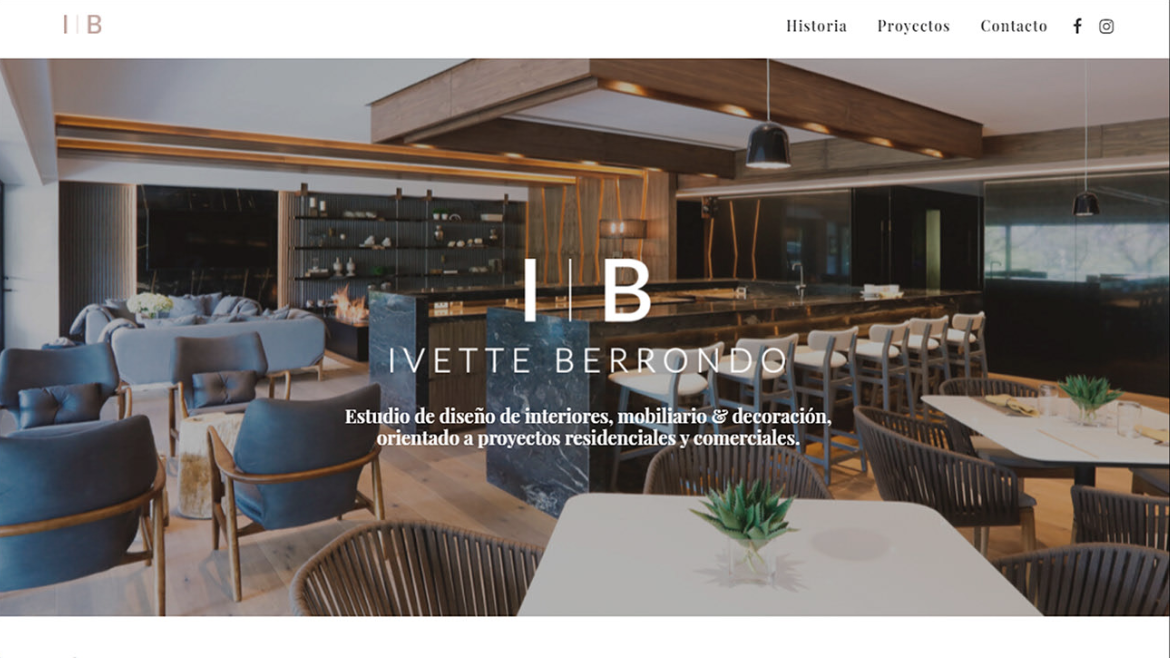 I | B
Historia Proyectos Contacto
I | B
IVETTE BERRONDO
Estudio de diseño de interiores, mobiliario & decoración,
orientado a proyectos residenciales y comerciales.